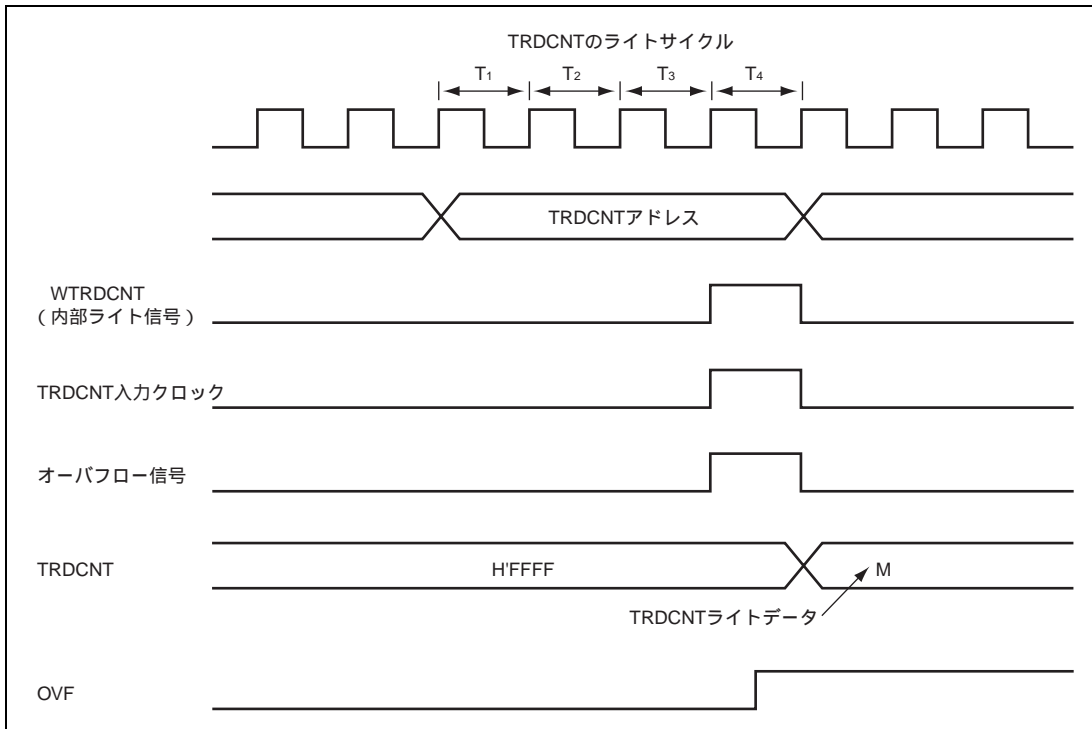 TRDCNTのライトサイクル
T1 T2 T3 T4
TRDCNTアドレス
WTRDCNT
(内部ライト信号)
TRDCNT入力クロック
オーバフロー信号
TRDCNT H'FFFF M
TRDCNTライトデータ
OVF